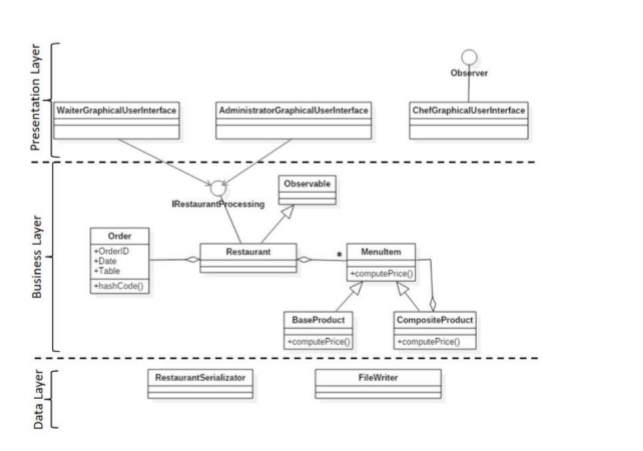 Presentation Layer
Observer
WaiterGraphicalUserInterface
AdministratorGraphicalUserInterface
ChefGraphicalUserInterface
Business Layer
IRestaurantProcessing
Observable
Order
+OrderID
+Date
+Table
+hashCode()
Restaurant
*
MenuItem
+computePrice()
BaseProduct
+computePrice()
CompositeProduct
+computePrice()
Data Layer
RestaurantSerializator
FileWriter